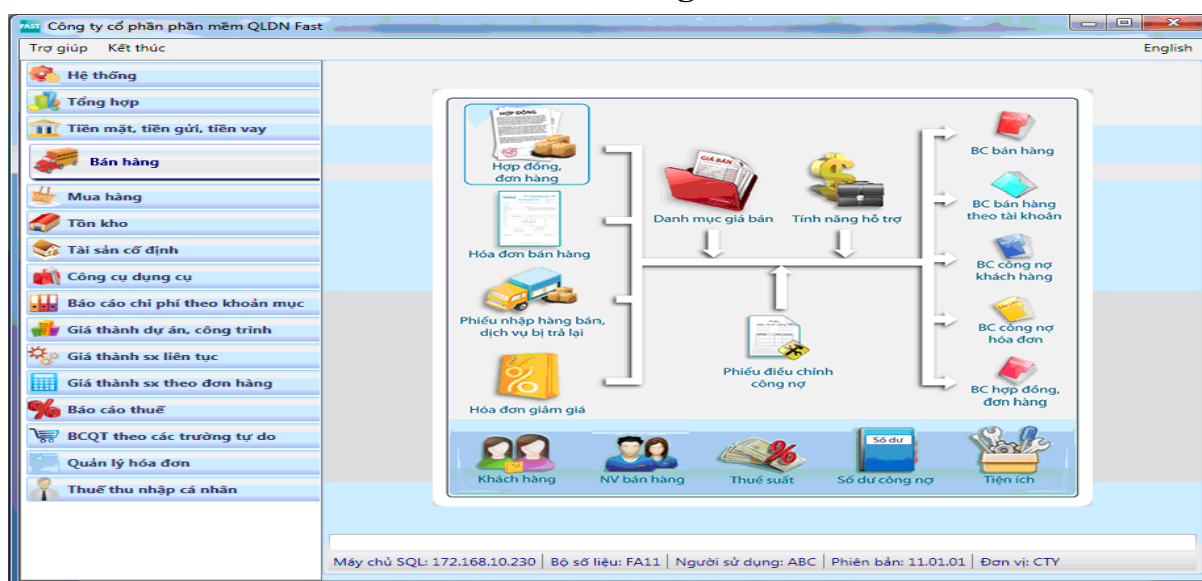 FAST Công ty cổ phần phần mềm QLDN Fast
Trợ giúp Kết thúc English
Hệ thống
Tổng hợp
Tiền mặt, tiền gửi, tiền vay
Bán hàng
Mua hàng
Tồn kho
Tài sản cố định
Công cụ dụng cụ
Báo cáo chi phí theo khoản mục
Giá thành dự án, công trình
Giá thành sx liên tục
Giá thành sx theo đơn hàng
Báo cáo thuế
BCQT theo các trường tự do
Quản lý hóa đơn
Thuế thu nhập cá nhân
HỢP ĐỒNG
Hợp đồng,
đơn hàng
Hóa đơn bán hàng
Phiếu nhập hàng bán,
dịch vụ bị trả lại
Hóa đơn giảm giá
GIÁ BÁN
Danh mục giá bán
Tính năng hỗ trợ
Phiếu điều chỉnh
công nợ
BC bán hàng
BC bán hàng
theo tài khoản
BC công nợ
khách hàng
BC công nợ
hóa đơn
BC hợp đồng,
đơn hàng
Khách hàng
NV bán hàng
Thuế suất
Số dư
Số dư công nợ
Tiện ích
Máy chủ SQL: 172.168.10.230 | Bộ số liệu: FA11 | Người sử dụng: ABC | Phiên bản: 11.01.01 | Đơn vị: CTY